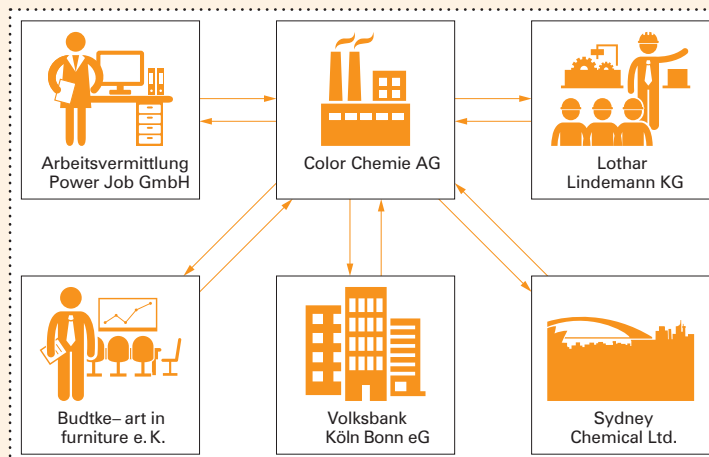 Arbeitsvermittlung
Power Job GmbH
Color Chemie AG
Lothar
Lindemann KG
Budtke– art in
furniture e. K.
Volksbank
Köln Bonn eG
Sydney
Chemical Ltd.